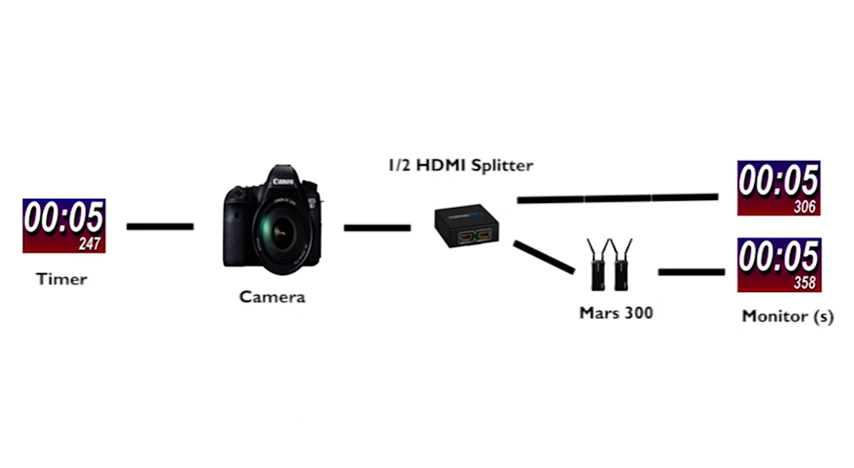 1/2 HDMI Splitter
00:05
247
Timer
Canon
Camera
Mars 300
00:05
306
00:05
358
Monitor (s)